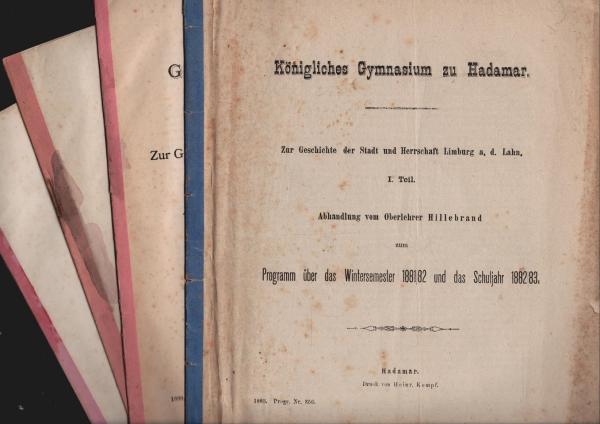 Königliches Gymnasium zu Hadamar.
Zur Geschichte der Stadt und Herrschaft Limburg a. d. Lahn.
I. Teil.
Abhandlung vom Oberlehrer Hillebrand
zum
Programm über das Wintersemester 1881/82 und das Schuljahr 1882/83.
Hadamar.
Druck von Heinr. Kempf.
1883. Progr. Nr. 356.
G
Zur G